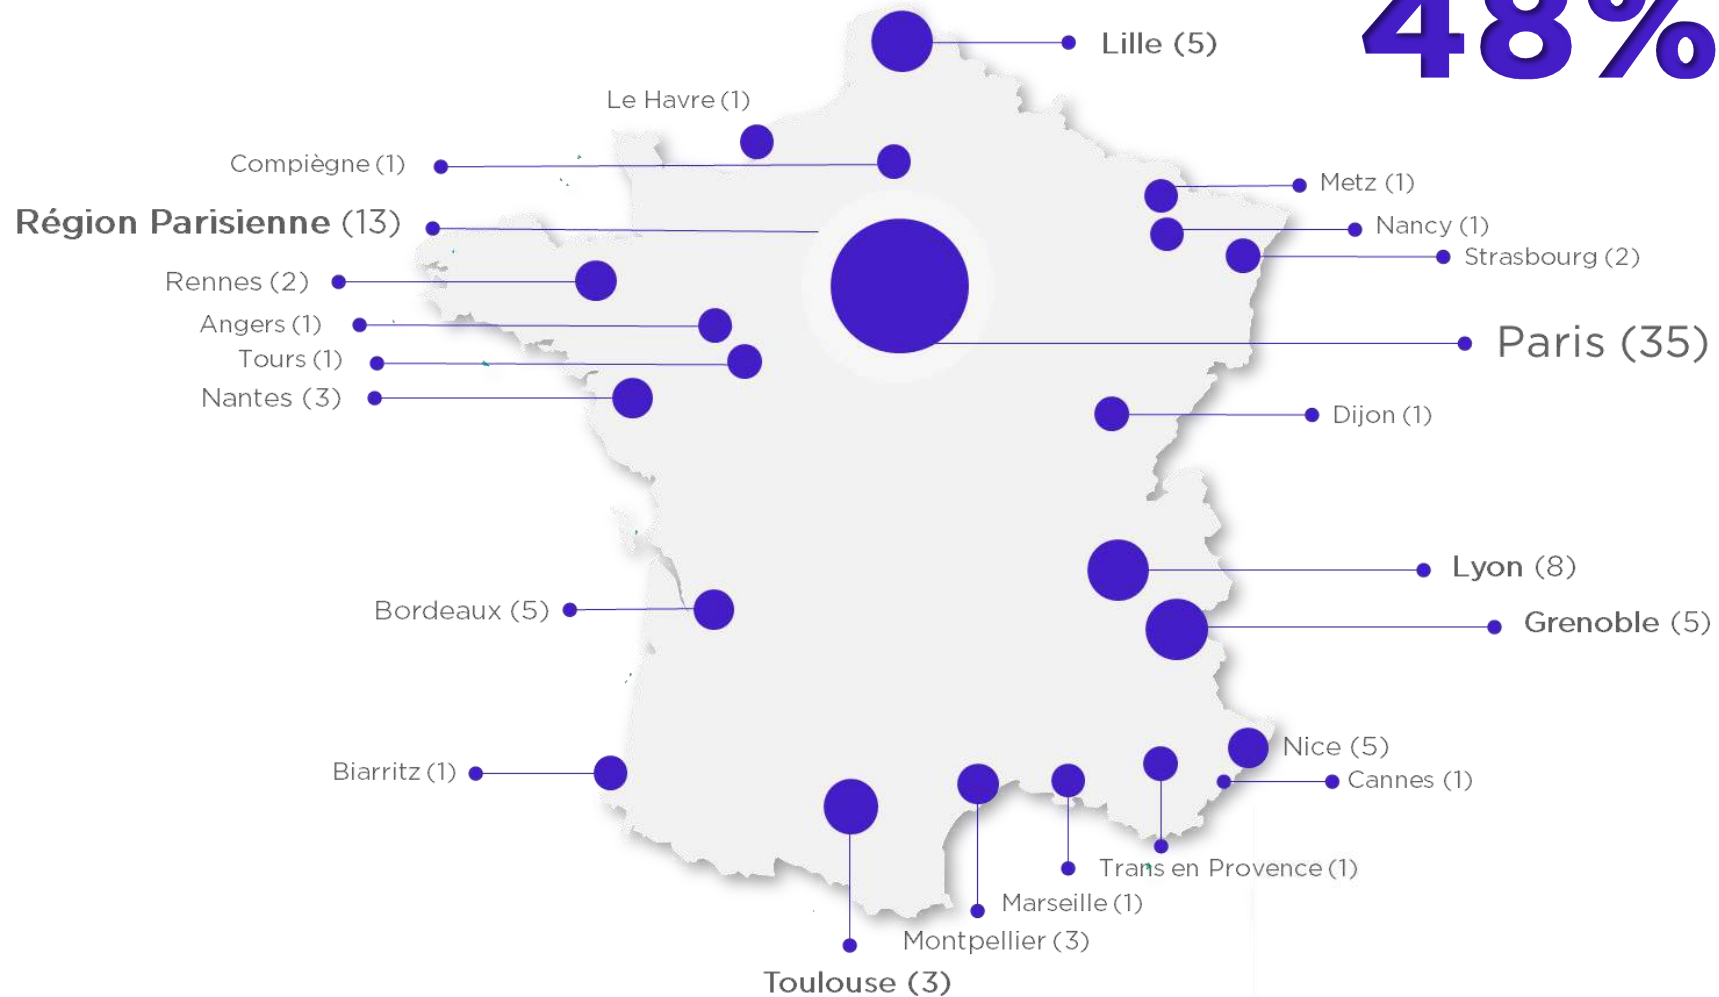 48%
Lille (5)
Le Havre (1)
Compiègne (1)
Metz (1)
Région Parisienne (13)
Nancy (1)
Strasbourg (2)
Rennes (2)
Angers (1)
Paris (35)
Tours (1)
Nantes (3)
Dijon (1)
Lyon (8)
Bordeaux (5)
Grenoble (5)
Nice (5)
Biarritz (1)
Cannes (1)
Trans en Provence (1)
Marseille (1)
Montpellier (3)
Toulouse (3)